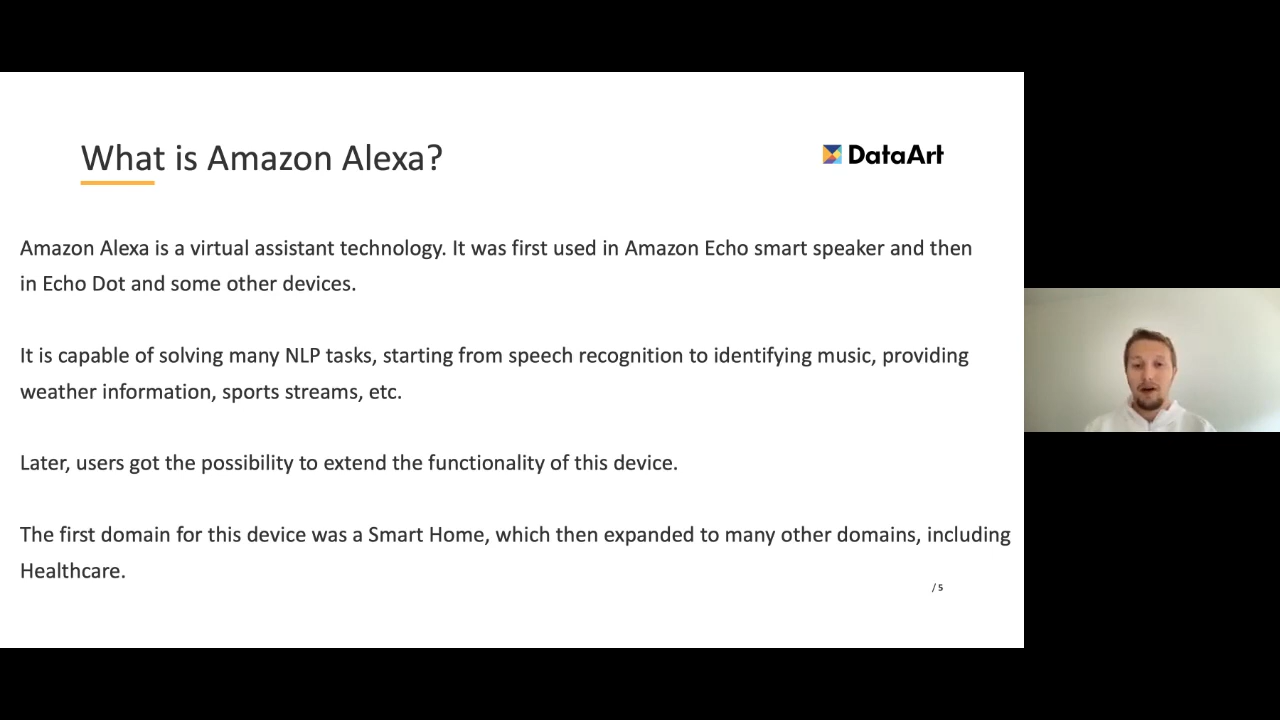 What is Amazon Alexa?
DataArt
Amazon Alexa is a virtual assistant technology. It was first used in Amazon Echo smart speaker and then
in Echo Dot and some other devices.
It is capable of solving many NLP tasks, starting from speech recognition to identifying music, providing
weather information, sports streams, etc.
Later, users got the possibility to extend the functionality of this device.
The first domain for this device was a Smart Home, which then expanded to many other domains, including
Healthcare.
/ 5